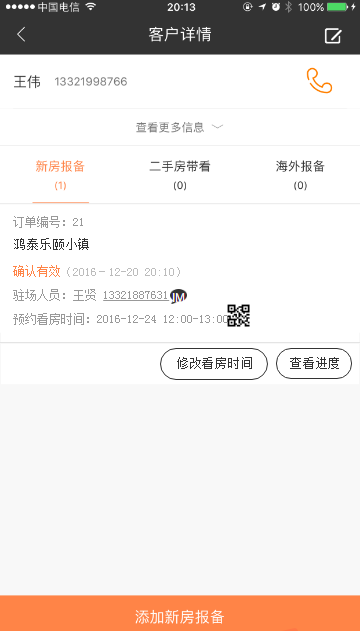 中国电信 20:13 100%
客户详情
王伟 13321998766
查看更多信息
新房报备 二手房带看 海外报备
(1) (0) (0)
订单编号：21
鸿泰乐颐小镇
确认有效（2016-12-20 20:10）
驻场人员：王贤 13321887631 JM
预约看房时间：2016-12-24 12:00-13:00
修改看房时间 查看进度
添加新房报备